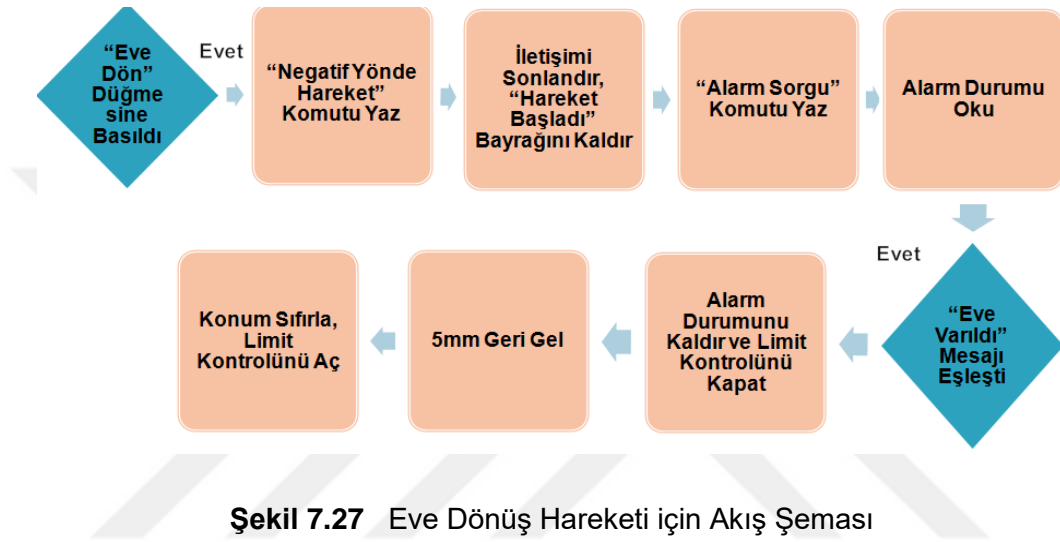 “Eve
Dön”
Düğme
sine
Basıldı
Evet
“Negatif Yönde
Hareket”
Komutu Yaz
İletişimi
Sonlandır,
“Hareket
Başladı”
Bayrağını Kaldır
“Alarm Sorgu”
Komutu Yaz
Alarm Durumu
Oku
Evet
“Eve
Varıldı”
Mesajı
Eşleşti
Alarm
Durumunu
Kaldır ve Limit
Kontrolünü
Kapat
5mm Geri Gel
Konum Sıfırla,
Limit
Kontrolünü Aç
Şekil 7.27 Eve Dönüş Hareketi için Akış Şeması